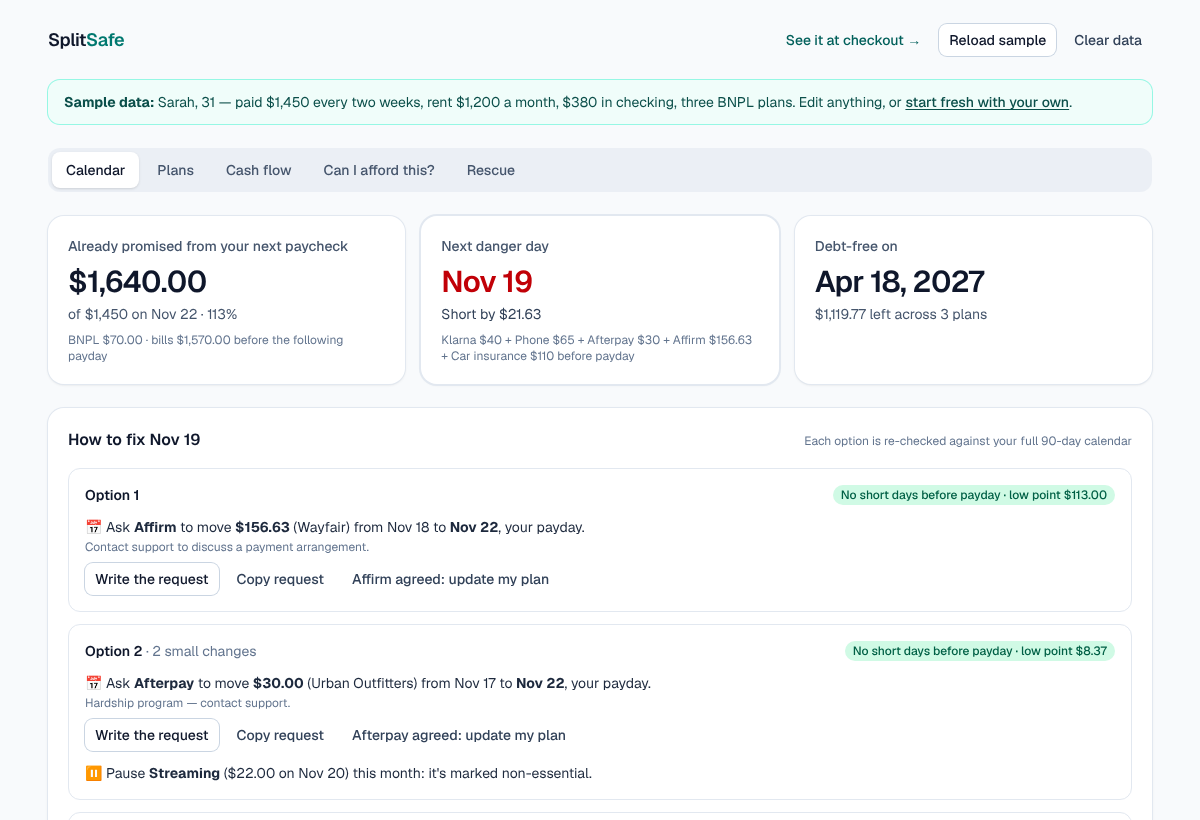 SplitSafe
See it at checkout →
Reload sample
Clear data
Sample data: Sarah, 31 — paid $1,450 every two weeks, rent $1,200 a month, $380 in checking, three BNPL plans. Edit anything, or start fresh with your own.
Calendar
Plans
Cash flow
Can I afford this?
Rescue
Already promised from your next paycheck
$1,640.00
of $1,450 on Nov 22 · 113%
BNPL $70.00 · bills $1,570.00 before the following
payday
Next danger day
Nov 19
Short by $21.63
Klarna $40 + Phone $65 + Afterpay $30 + Affirm $156.63
+ Car insurance $110 before payday
Debt-free on
Apr 18, 2027
$1,119.77 left across 3 plans
How to fix Nov 19
Each option is re-checked against your full 90-day calendar
Option 1
No short days before payday · low point $113.00
Ask Affirm to move $156.63 (Wayfair) from Nov 18 to Nov 22, your payday.
Contact support to discuss a payment arrangement.
Write the request
Copy request
Affirm agreed: update my plan
Option 2 · 2 small changes
No short days before payday · low point $8.37
Ask Afterpay to move $30.00 (Urban Outfitters) from Nov 17 to Nov 22, your payday.
Hardship program — contact support.
Write the request
Copy request
Afterpay agreed: update my plan
Pause Streaming ($22.00 on Nov 20) this month: it's marked non-essential.